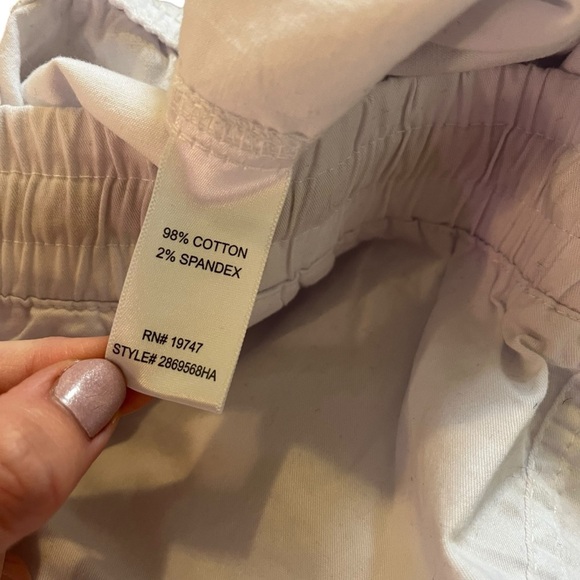 98% COTTON
2% SPANDEX
RN# 19747
STYLE# 2869568HA